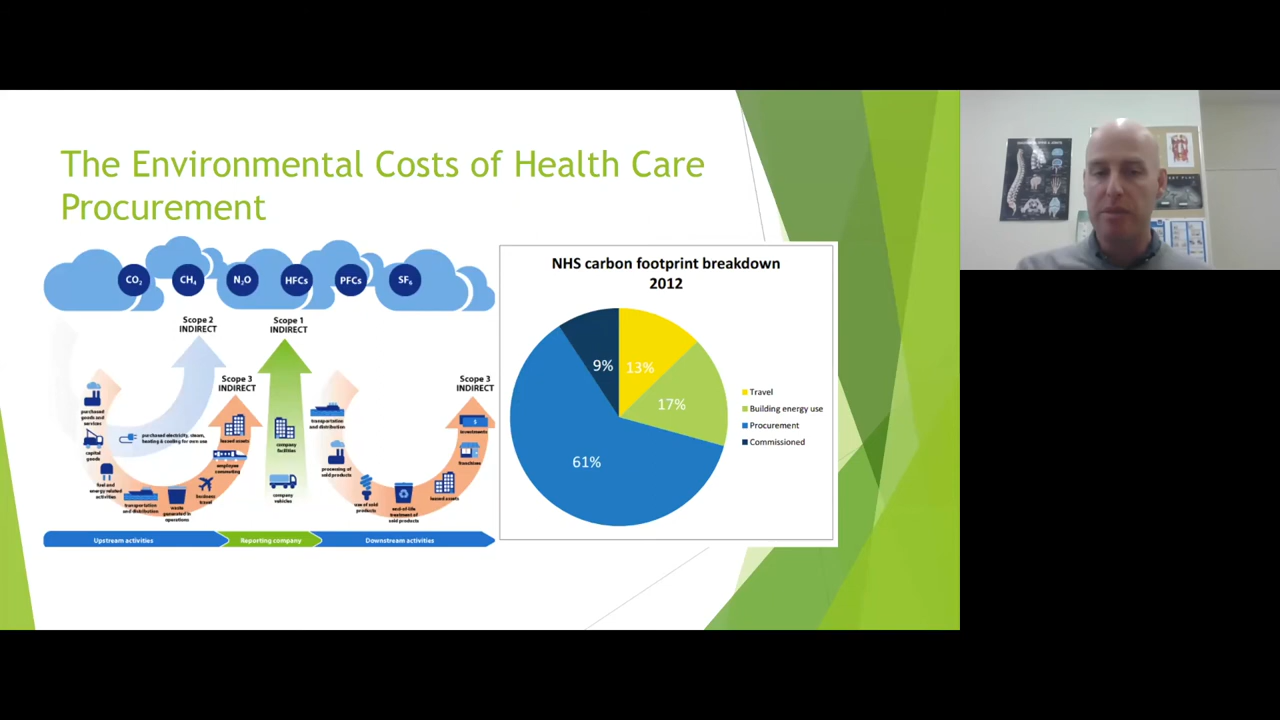 The Environmental Costs of Health Care
Procurement
CO2
CH4
N2O
HFCs
PFCs
SF6
Scope 2
INDIRECT
Scope 1
INDIRECT
Scope 3
INDIRECT
Scope 3
INDIRECT
purchased
goods and
services
capital
goods
fuel and
energy related
activities
transportation
and distribution
waste
generated in
operations
business
travel
employee
commuting
leased assets
purchased electricity, steam,
heating & cooling for own use
company
facilities
company
vehicles
transportation
and distribution
processing of
sold products
use of sold
products
end-of-life
treatment of
sold products
leased assets
franchises
investments
Upstream activities
Reporting company
Downstream activities
NHS carbon footprint breakdown
2012
9%
13%
17%
61%
Travel
Building energy use
Procurement
Commissioned